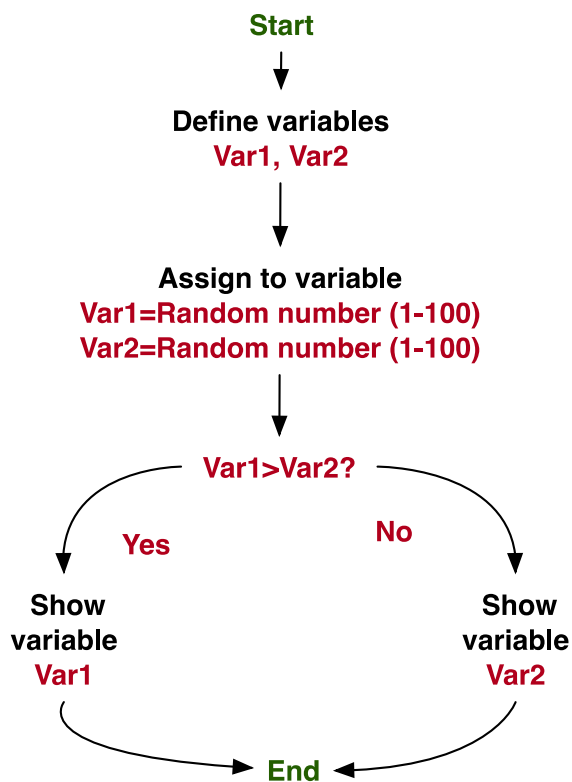 Start
Define variables
Var1, Var2
Assign to variable
Var1=Random number (1-100)
Var2=Random number (1-100)
Var1>Var2?
Yes
No
Show
variable
Var1
Show
variable
Var2
End